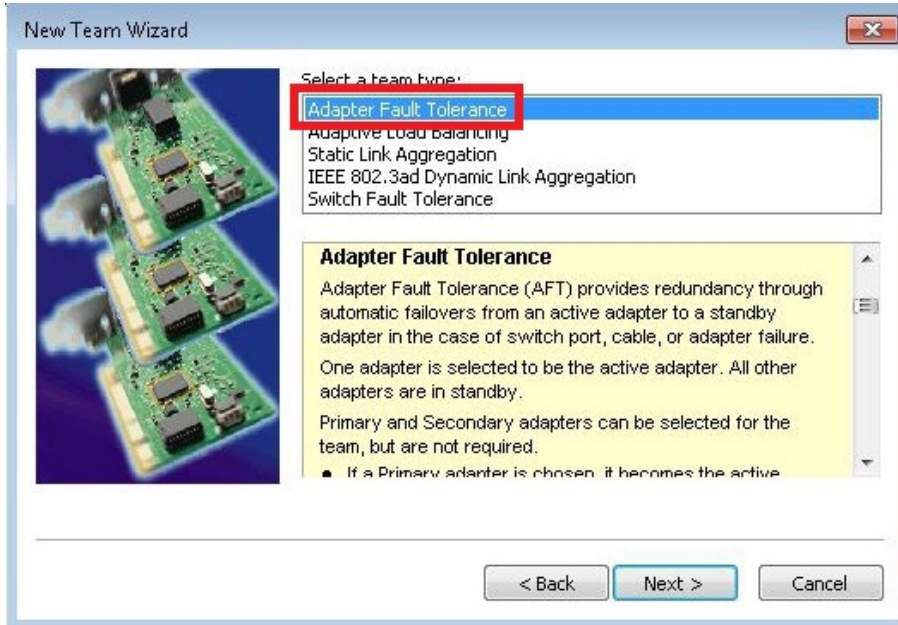 New Team Wizard
Select a team type:
Adapter Fault Tolerance
Adaptive Load Balancing
Static Link Aggregation
IEEE 802.3ad Dynamic Link Aggregation
Switch Fault Tolerance
Adapter Fault Tolerance
Adapter Fault Tolerance (AFT) provides redundancy through
automatic failovers from an active adapter to a standby
adapter in the case of switch port, cable, or adapter failure.
One adapter is selected to be the active adapter. All other
adapters are in standby.
Primary and Secondary adapters can be selected for the
team, but are not required.
• If a Primary adapter is chosen, it becomes the active
< Back
Next >
Cancel